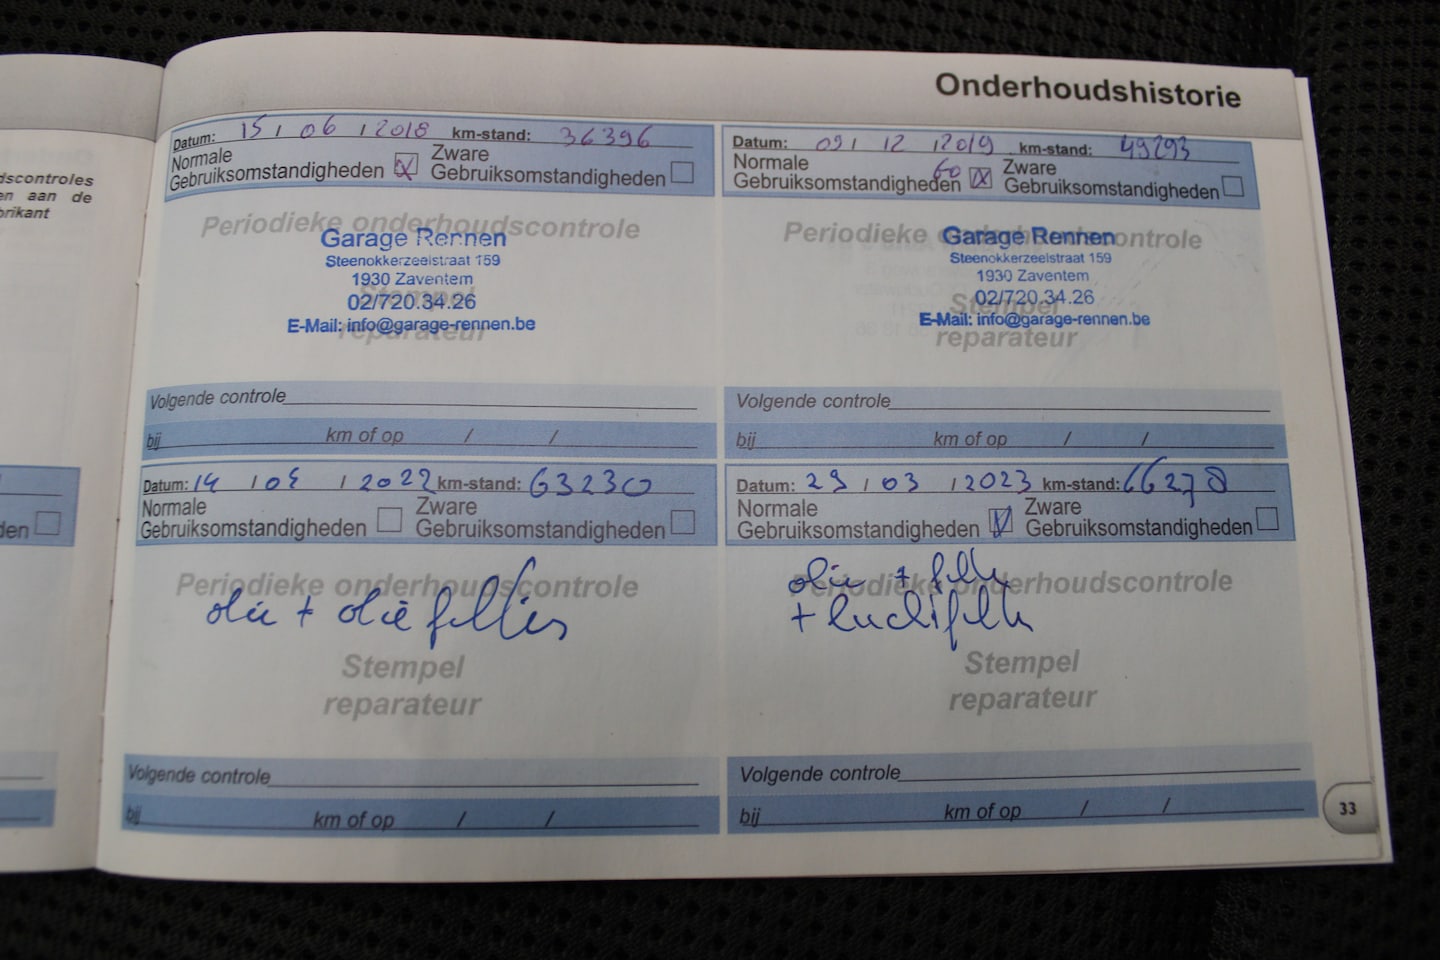 Onderhoudshistorie
dscontroles
en aan de
brikant
den
Datum: 15 / 06 / 2018 km-stand: 36396
Normale
Gebruiksomstandigheden
Zware
Gebruiksomstandigheden
Periodieke onderhoudscontrole
Garage Rennen
Steenokkerzeelstraat 159
1930 Zaventem
02/720.34.26
E-Mail: info@garage-rennen.be
Stempel
reparateur
Volgende controle
bij km of op / /
Datum: 09 / 12 / 2019 km-stand: 49293
Normale
Gebruiksomstandigheden
60
Zware
Gebruiksomstandigheden
Periodieke onderhoudscontrole
Garage Rennen
Steenokkerzeelstraat 159
1930 Zaventem
02/720.34.26
E-Mail: info@garage-rennen.be
Stempel
reparateur
Volgende controle
bij km of op / /
Datum: 14 / / 2022 km-stand: 63230
Normale
Gebruiksomstandigheden
Zware
Gebruiksomstandigheden
Periodieke onderhoudscontrole
olie + olie filter
Stempel
reparateur
Volgende controle
bij km of op / /
Datum: 29 / 03 / 2023 km-stand: 66278
Normale
Gebruiksomstandigheden
Zware
Gebruiksomstandigheden
Periodieke onderhoudscontrole
olie + filter
+ luchtfilter
Stempel
reparateur
Volgende controle
bij km of op / /
33